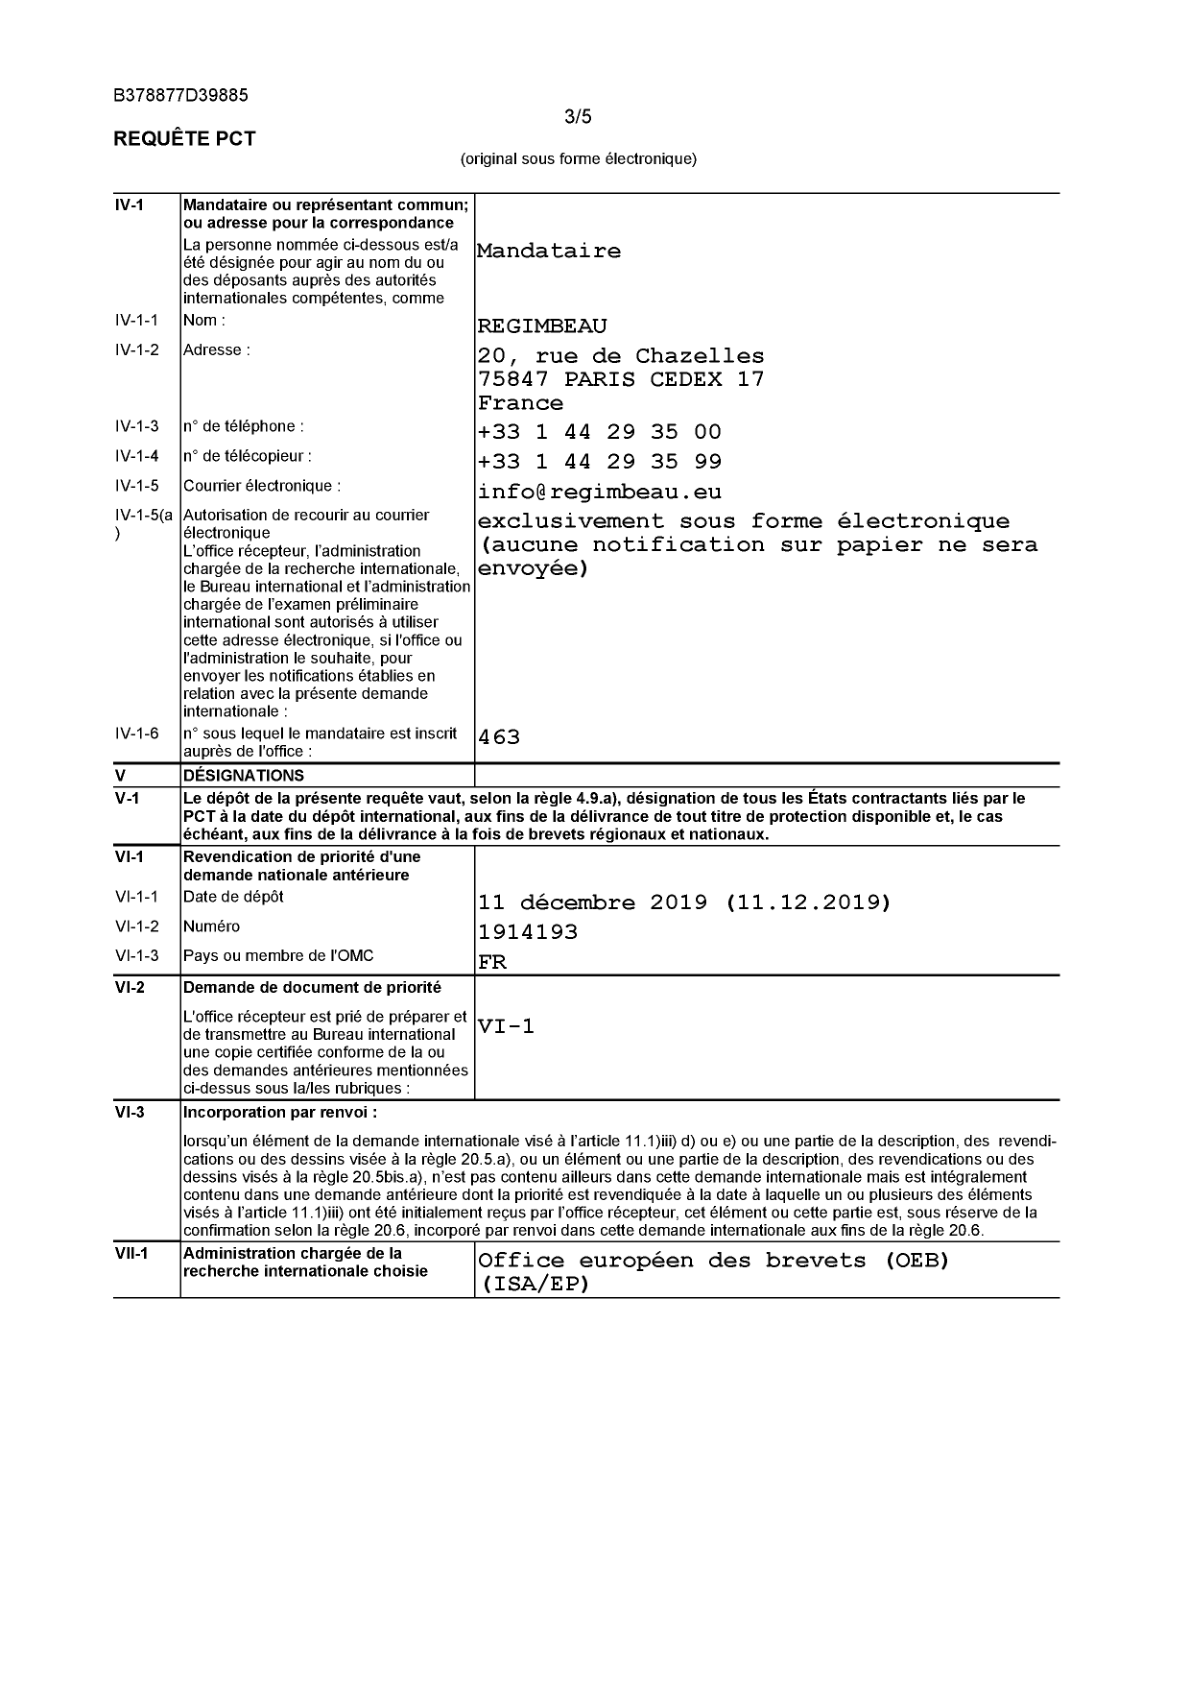 B378877D39885
3/5
REQUÊTE PCT
(original sous forme électronique)
IV-1 Mandataire ou représentant commun;
ou adresse pour la correspondance
La personne nommée ci-dessous est/a
été désignée pour agir au nom du ou
des déposants auprès des autorités
internationales compétentes, comme
Mandataire
IV-1-1 Nom : REGIMBEAU
IV-1-2 Adresse : 20, rue de Chazelles
75847 PARIS CEDEX 17
France
IV-1-3 n° de téléphone : +33 1 44 29 35 00
IV-1-4 n° de télécopieur : +33 1 44 29 35 99
IV-1-5 Courrier électronique : info@regimbeau.eu
IV-1-5(a
)
Autorisation de recourir au courrier
électronique
L'office récepteur, l'administration
chargée de la recherche internationale,
le Bureau international et l'administration
chargée de l'examen préliminaire
international sont autorisés à utiliser
cette adresse électronique, si l'office ou
l'administration le souhaite, pour
envoyer les notifications établies en
relation avec la présente demande
internationale :
exclusivement sous forme électronique
(aucune notification sur papier ne sera
envoyée)
IV-1-6 n° sous lequel le mandataire est inscrit
auprès de l'office :
463
V DÉSIGNATIONS
V-1 Le dépôt de la présente requête vaut, selon la règle 4.9.a), désignation de tous les États contractants liés par le
PCT à la date du dépôt international, aux fins de la délivrance de tout titre de protection disponible et, le cas
échéant, aux fins de la délivrance à la fois de brevets régionaux et nationaux.
VI-1 Revendication de priorité d'une
demande nationale antérieure
VI-1-1 Date de dépôt 11 décembre 2019 (11.12.2019)
VI-1-2 Numéro 1914193
VI-1-3 Pays ou membre de l'OMC FR
VI-2 Demande de document de priorité
L'office récepteur est prié de préparer et
de transmettre au Bureau international
une copie certifiée conforme de la ou
des demandes antérieures mentionnées
ci-dessus sous la/les rubriques :
VI-1
VI-3 Incorporation par renvoi :
lorsqu'un élément de la demande internationale visé à l'article 11.1)iii) d) ou e) ou une partie de la description, des revendi-
cations ou des dessins visée à la règle 20.5.a), ou un élément ou une partie de la description, des revendications ou des
dessins visés à la règle 20.5bis.a), n'est pas contenu ailleurs dans cette demande internationale mais est intégralement
contenu dans une demande antérieure dont la priorité est revendiquée à la date à laquelle un ou plusieurs des éléments
visés à l'article 11.1)iii) ont été initialement reçus par l'office récepteur, cet élément ou cette partie est, sous réserve de la
confirmation selon la règle 20.6, incorporé par renvoi dans cette demande internationale aux fins de la règle 20.6.
VII-1 Administration chargée de la
recherche internationale choisie
Office européen des brevets (OEB)
(ISA/EP)